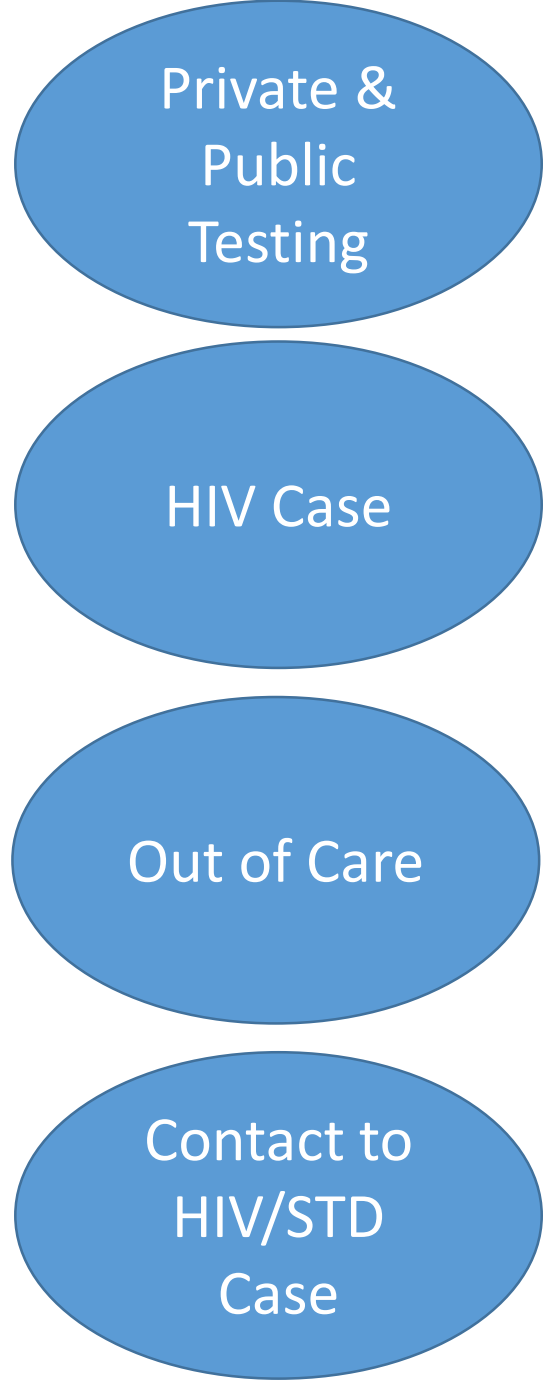 Private &
Public
Testing
HIV Case
Out of Care
Contact to
HIV/STD
Case